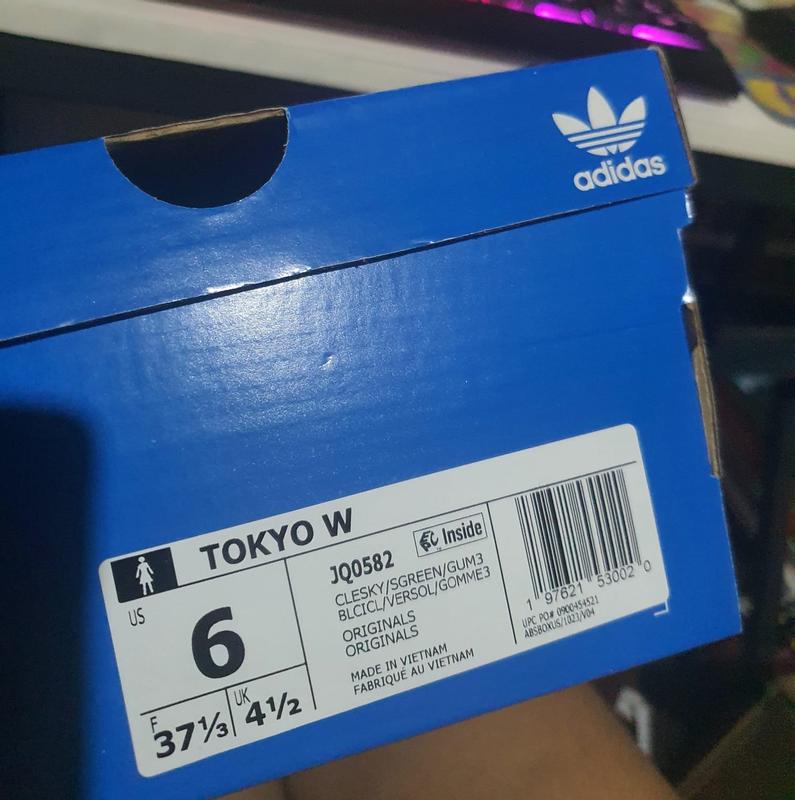 adidas
TOKYO W
US
6
F
37⅓
UK
4½
JQ0582
Inside
CLESKY/SGREEN/GUM3
BLCICL/VERSOL/GOMME3
ORIGINALS
ORIGINALS
MADE IN VIETNAM
FABRIQUÉ AU VIETNAM
1 97621 53002 0
UPC PO# 0900454521
ABSBOXUS/1023/V04